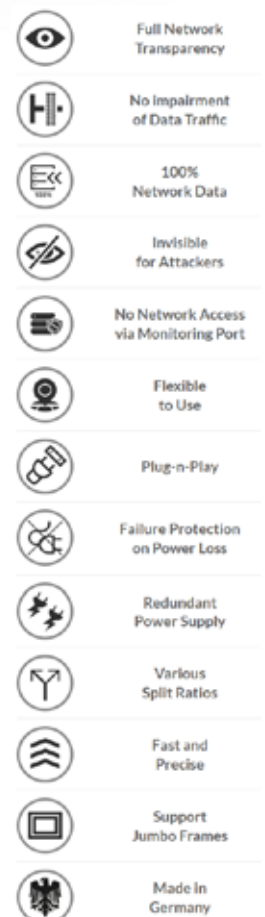 Full Network
Transparency
No Impairment
of Data Traffic
100%
100%
Network Data
Invisible
for Attackers
No Network Access
via Monitoring Port
Flexible
to Use
Plug-n-Play
Failure Protection
on Power Loss
Redundant
Power Supply
Various
Split Ratios
Fast and
Precise
Support
Jumbo Frames
Made in
Germany